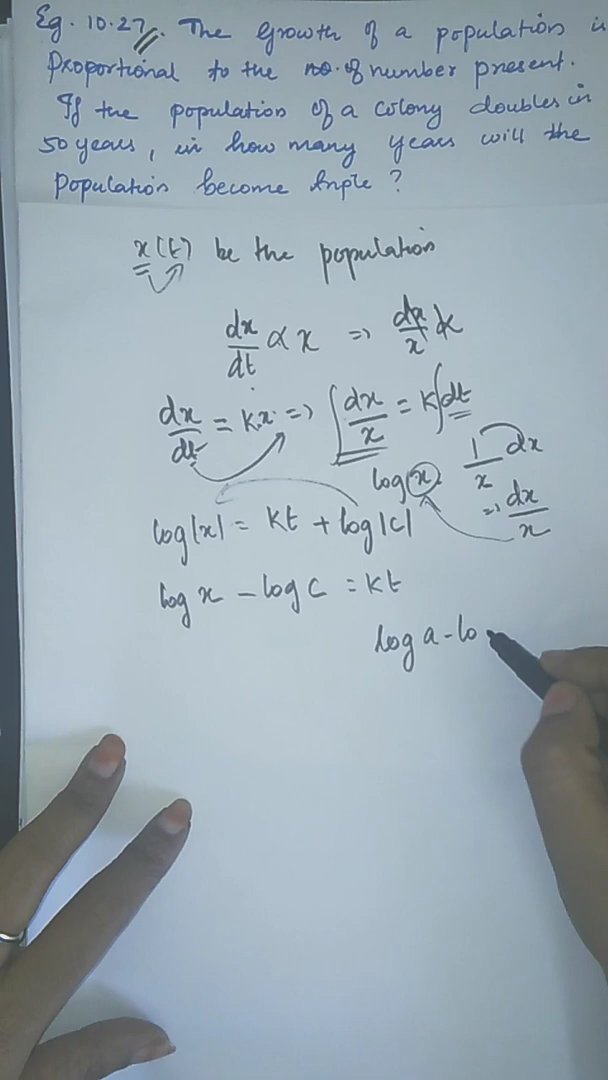 Eg. 10.27. The Growth of a population is
proportional to the no. of number present.
If the population of a colony doubles in
50 years, in how many years will the
population become triple ?
x(t) be the population
dx/dt ∝ x => dx/x k
dx/dt = k.x => ∫ dx/x = k∫dt
log(x) 1/x dx
=> dx/x
log|x| = kt + log|c|
log x - log c = kt
log a - lo